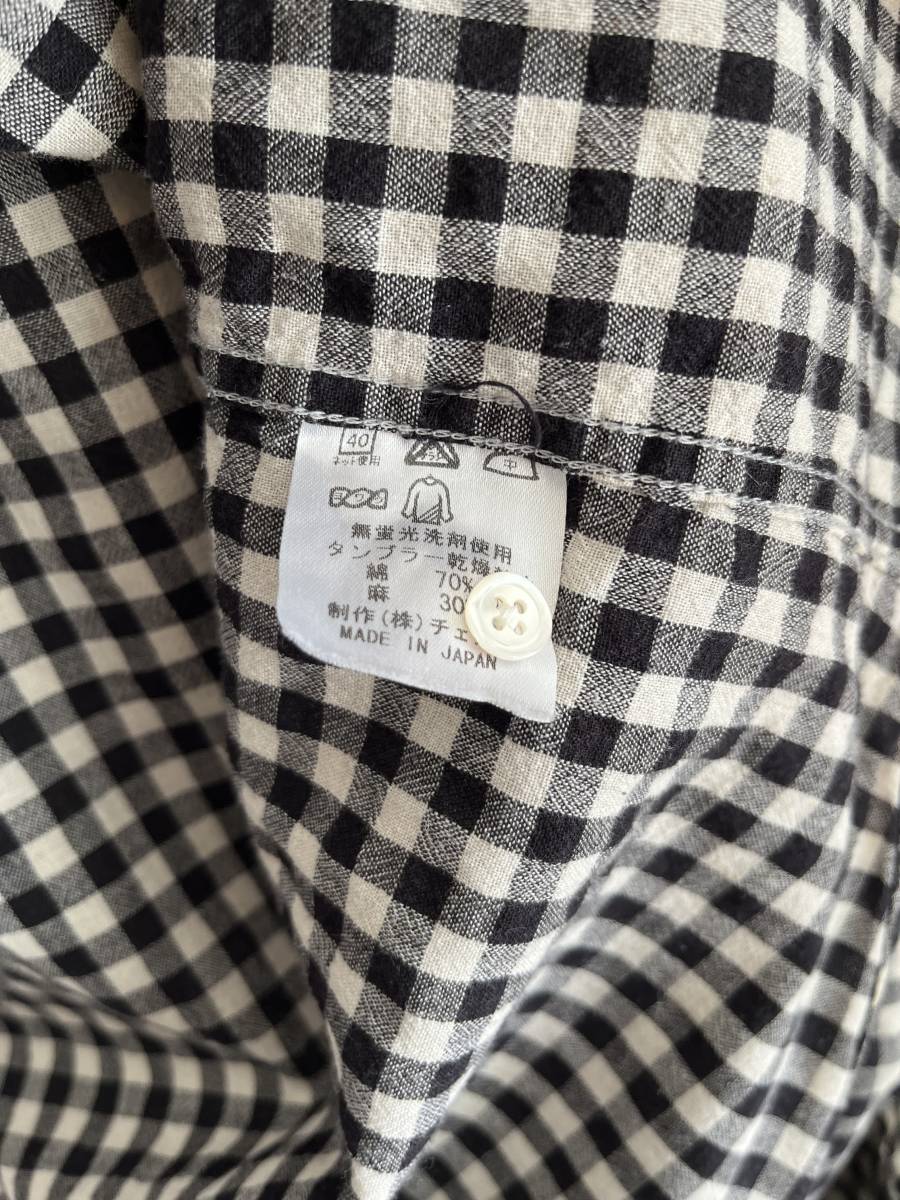 40
ネット使用
中
無蛍光洗剤使用
タンブラー乾燥
綿 70%
麻 30
制作(株)チェ
MADE IN JAPAN